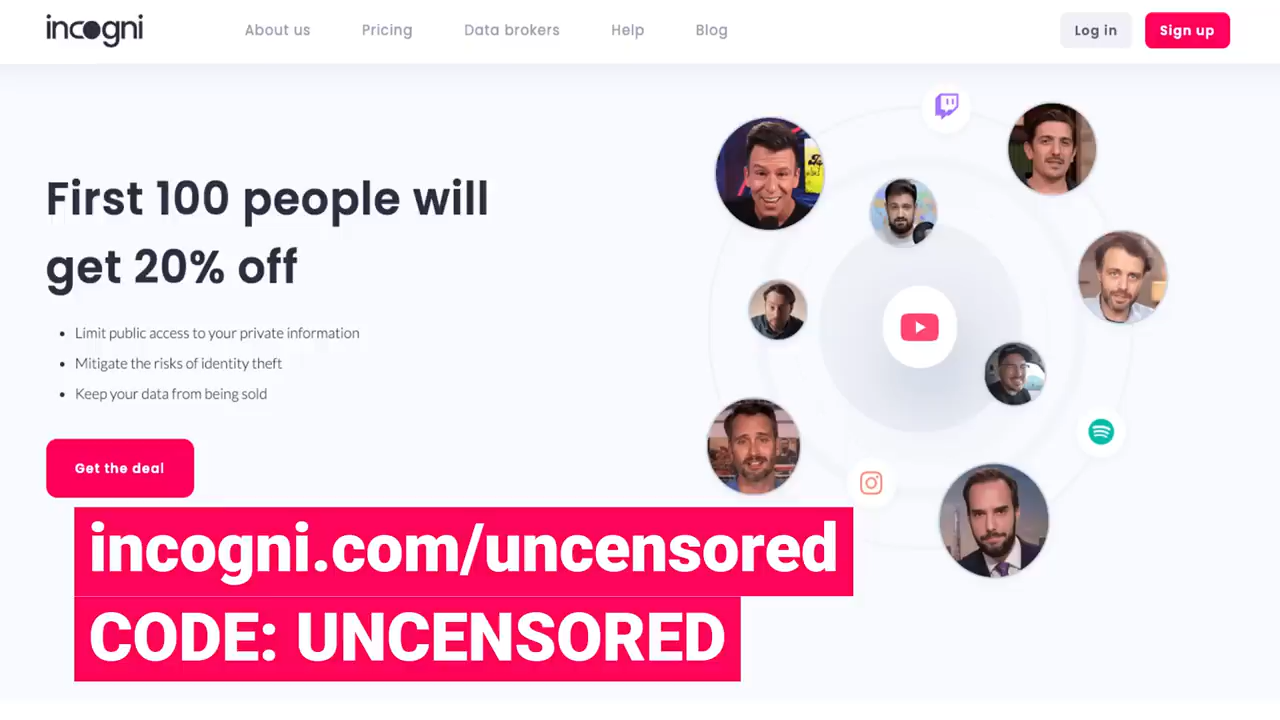 incogni
About us
Pricing
Data brokers
Help
Blog
Log in
Sign up
First 100 people will
get 20% off
Limit public access to your private information
Mitigate the risks of identity theft
Keep your data from being sold
Get the deal
incogni.com/uncensored
CODE: UNCENSORED